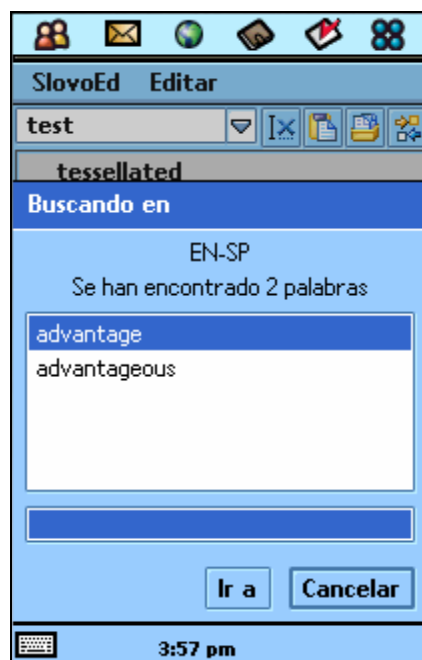 SlovoEd Editar
test
tessellated
Buscando en
EN-SP
Se han encontrado 2 palabras
advantage
advantageous
Ir a Cancelar
3:57 pm